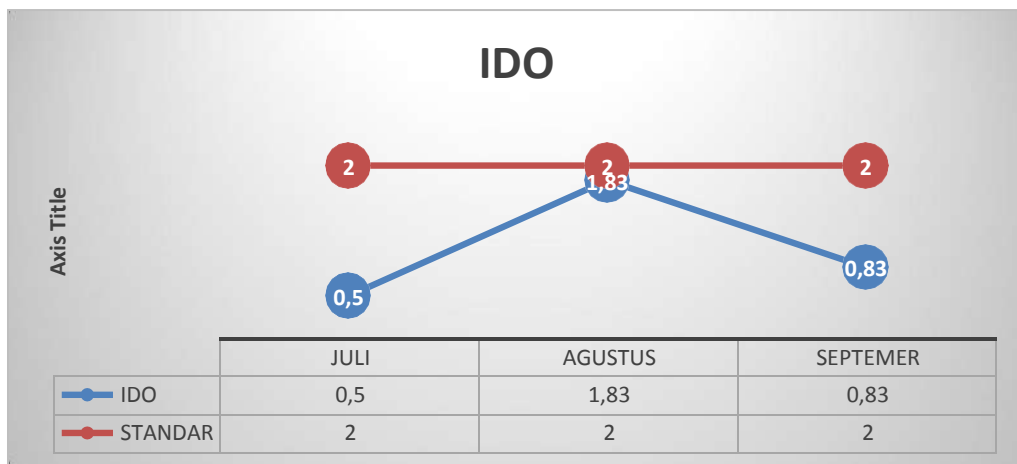 IDO
Axis Title
2 2 2
1,83
0,83
0,5
JULI AGUSTUS SEPTEMER
IDO 0,5 1,83 0,83
STANDAR 2 2 2